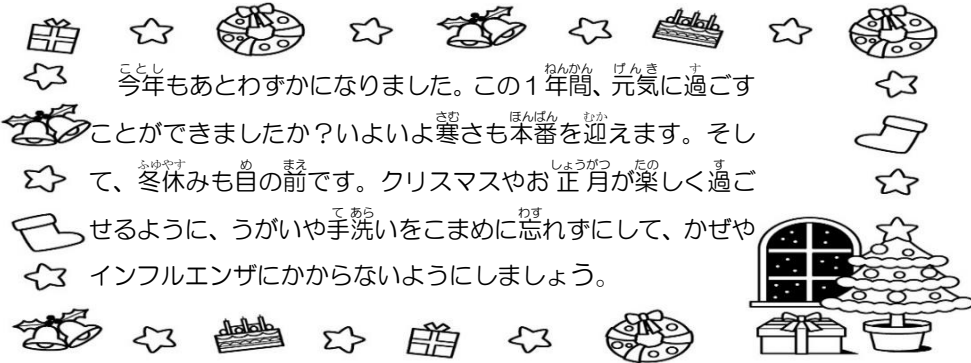 今年もあとわずかになりました。この1年間、元気に過ごす
ことができましたか？いよいよ寒さも本番を迎えます。そし
て、冬休みも目の前です。クリスマスやお正月が楽しく過ご
せるように、うがいや手洗いをこまめに忘れずにして、かぜや
インフルエンザにかからないようにしましょう。